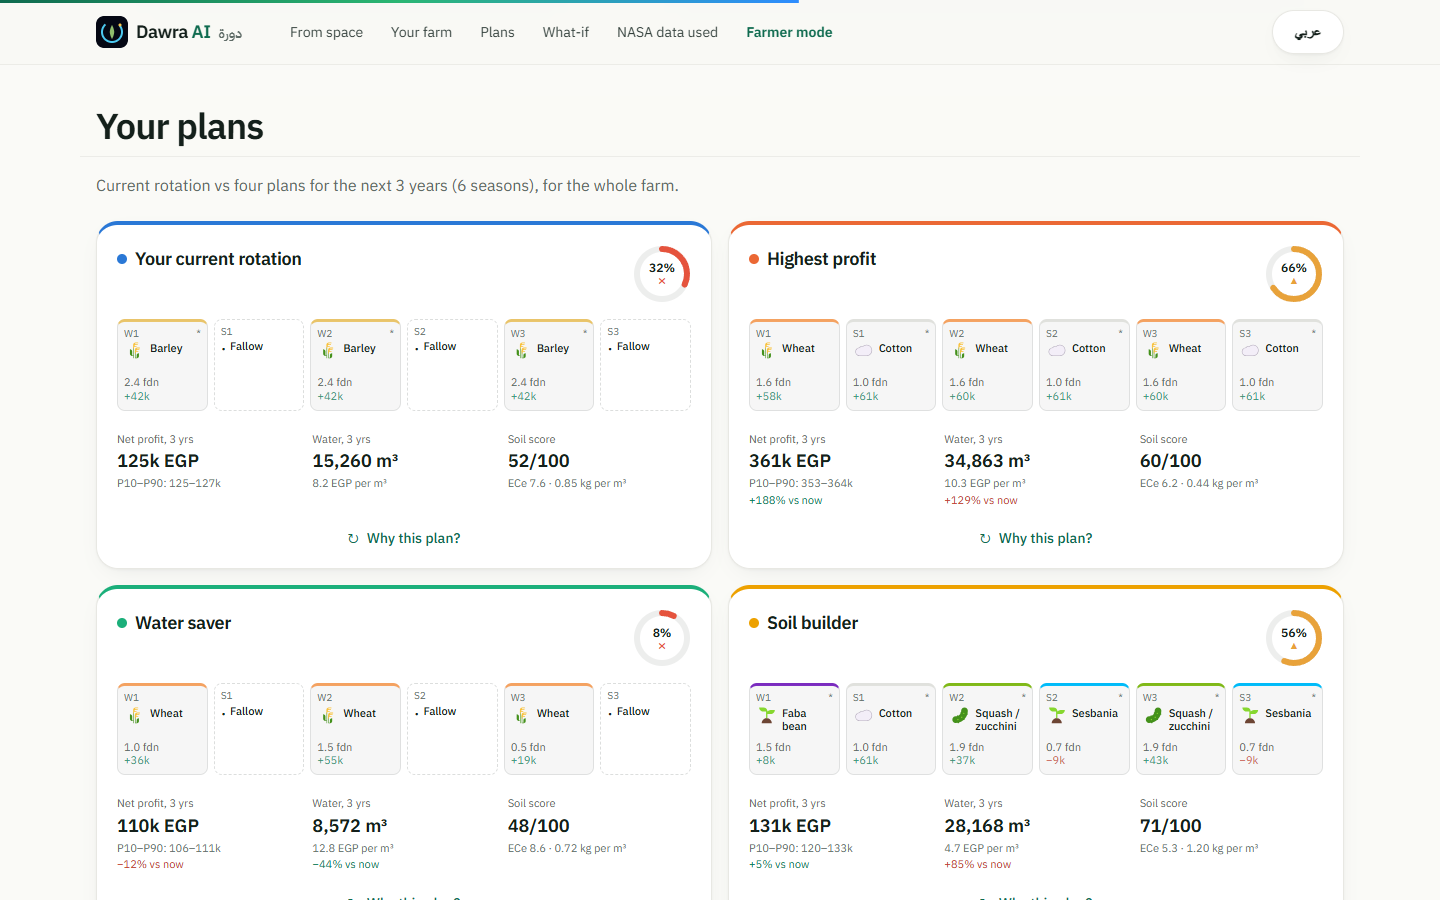 Dawra AI دورة
From space
Your farm
Plans
What-if
NASA data used
Farmer mode
عربي
Your plans
Current rotation vs four plans for the next 3 years (6 seasons), for the whole farm.
Your current rotation
32%
W1 *
Barley
2.4 fdn
+42k
S1
Fallow
W2 *
Barley
2.4 fdn
+42k
S2
Fallow
W3 *
Barley
2.4 fdn
+42k
S3
Fallow
Net profit, 3 yrs
125k EGP
P10–P90: 125–127k
Water, 3 yrs
15,260 m³
8.2 EGP per m³
Soil score
52/100
ECe 7.6 · 0.85 kg per m³
↻ Why this plan?
Highest profit
66%
W1 *
Wheat
1.6 fdn
+58k
S1 *
Cotton
1.0 fdn
+61k
W2 *
Wheat
1.6 fdn
+60k
S2 *
Cotton
1.0 fdn
+61k
W3 *
Wheat
1.6 fdn
+60k
S3 *
Cotton
1.0 fdn
+61k
Net profit, 3 yrs
361k EGP
P10–P90: 353–364k
+188% vs now
Water, 3 yrs
34,863 m³
10.3 EGP per m³
+129% vs now
Soil score
60/100
ECe 6.2 · 0.44 kg per m³
↻ Why this plan?
Water saver
8%
W1 *
Wheat
1.0 fdn
+36k
S1
Fallow
W2 *
Wheat
1.5 fdn
+55k
S2
Fallow
W3 *
Wheat
0.5 fdn
+19k
S3
Fallow
Net profit, 3 yrs
110k EGP
P10–P90: 106–111k
−12% vs now
Water, 3 yrs
8,572 m³
12.8 EGP per m³
−44% vs now
Soil score
48/100
ECe 8.6 · 0.72 kg per m³
Soil builder
56%
W1 *
Faba
bean
1.5 fdn
+8k
S1 *
Cotton
1.0 fdn
+61k
W2 *
Squash /
zucchini
1.9 fdn
+37k
S2 *
Sesbania
0.7 fdn
−9k
W3 *
Squash /
zucchini
1.9 fdn
+43k
S3 *
Sesbania
0.7 fdn
−9k
Net profit, 3 yrs
131k EGP
P10–P90: 120–133k
+5% vs now
Water, 3 yrs
28,168 m³
4.7 EGP per m³
+85% vs now
Soil score
71/100
ECe 5.3 · 1.20 kg per m³